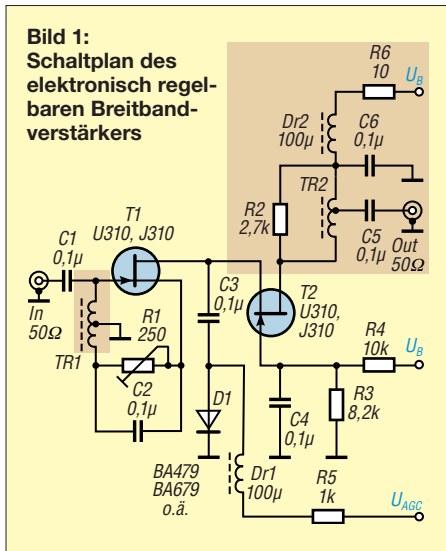 Bild 1:
Schaltplan des
elektronisch regel-
baren Breitband-
verstärkers
R6
10
U_B
Dr2
100µ
C6
0,1µ
TR2
R2
2,7k
C5
0,1µ
Out
50Ω
T1
U310, J310
C1
0,1µ
In
50Ω
TR1
R1
250
C2
0,1µ
C3
0,1µ
T2
U310,
J310
R4
10k
U_B
D1
C4
0,1µ
R3
8,2k
BA479
BA679
o.ä.
Dr1
100µ
R5
1k
U_AGC